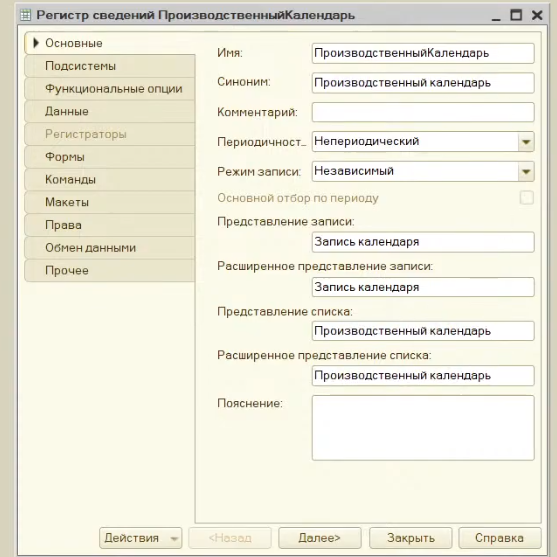 Регистр сведений ПроизводственныйКалендарь
Основные
Подсистемы
Функциональные опции
Данные
Регистраторы
Формы
Команды
Макеты
Права
Обмен данными
Прочее
Имя: ПроизводственныйКалендарь
Синоним: Производственный календарь
Комментарий:
Периодичност... Непериодический
Режим записи: Независимый
Основной отбор по периоду
Представление записи:
Запись календаря
Расширенное представление записи:
Запись календаря
Представление списка:
Производственный календарь
Расширенное представление списка:
Производственный календарь
Пояснение:
Действия <Назад Далее> Закрыть Справка